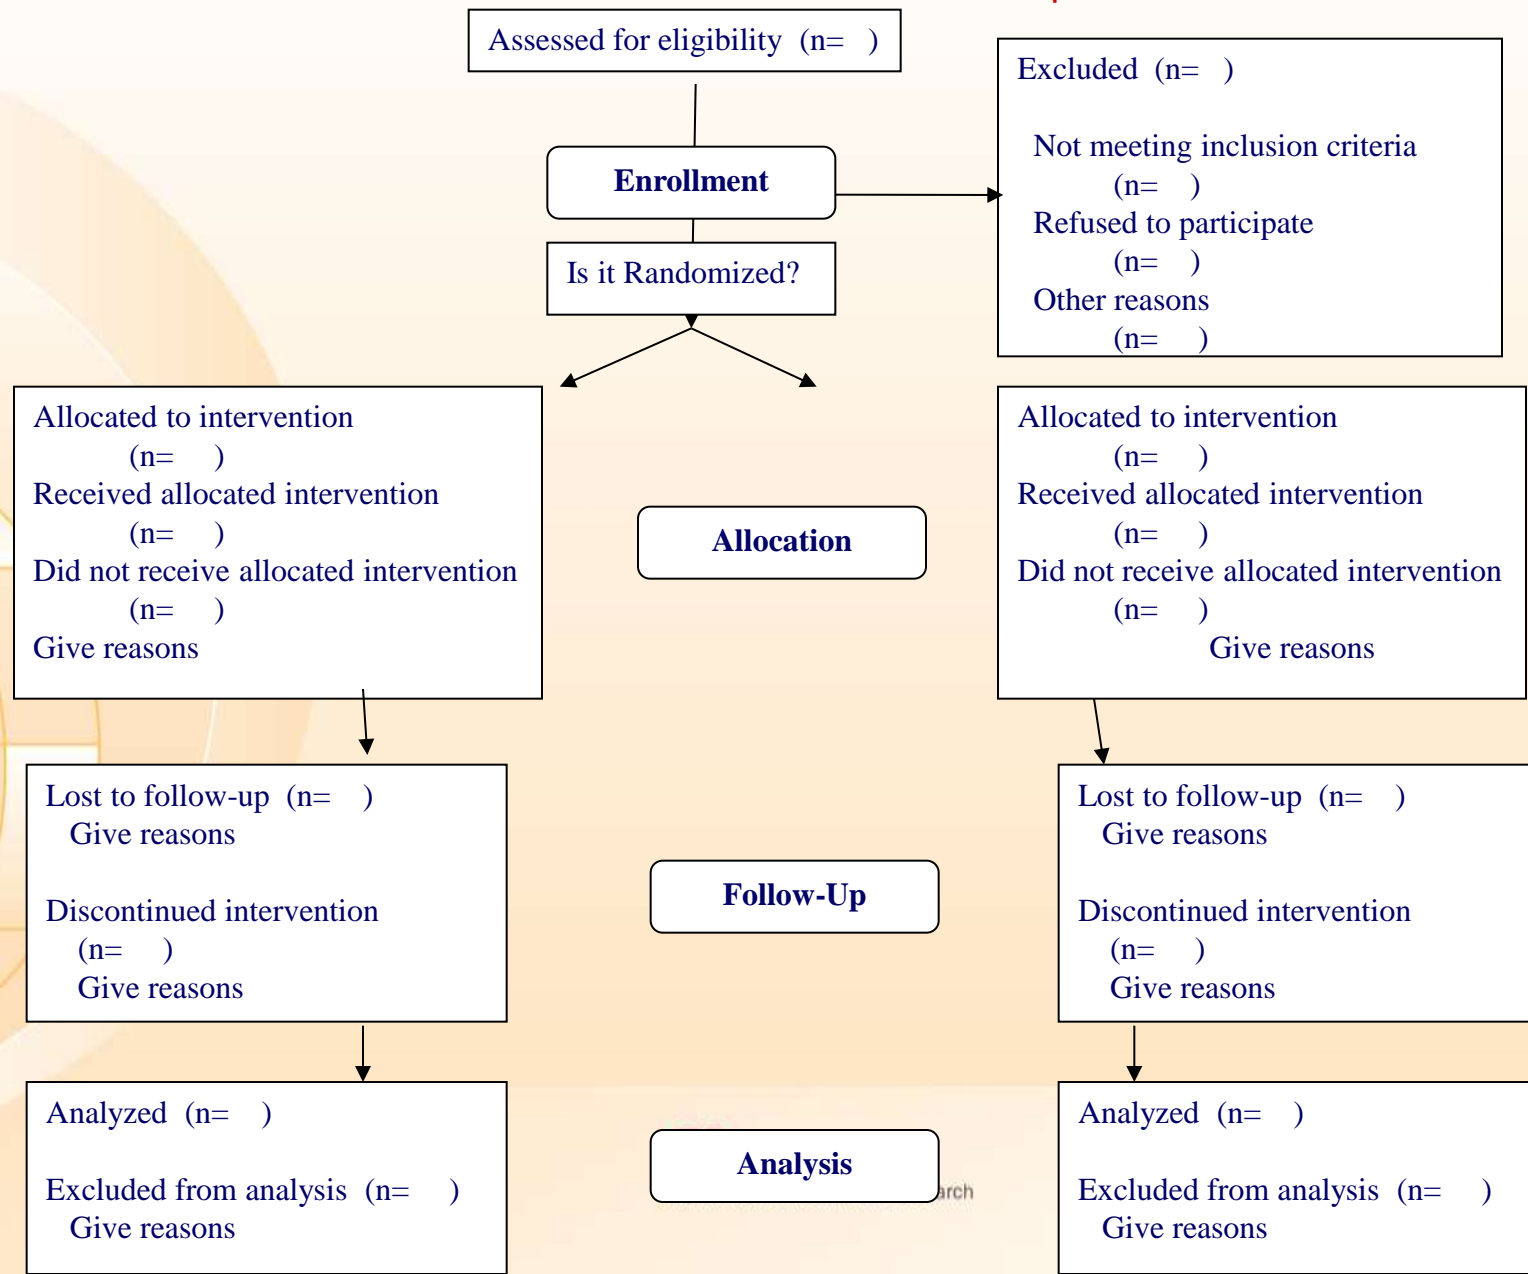 Assessed for eligibility (n= )
Excluded (n= )
Not meeting inclusion criteria
(n= )
Refused to participate
(n= )
Other reasons
(n= )
Enrollment
Is it Randomized?
Allocated to intervention
(n= )
Received allocated intervention
(n= )
Did not receive allocated intervention
(n= )
Give reasons
Allocation
Allocated to intervention
(n= )
Received allocated intervention
(n= )
Did not receive allocated intervention
(n= )
Give reasons
Lost to follow-up (n= )
Give reasons
Discontinued intervention
(n= )
Give reasons
Follow-Up
Lost to follow-up (n= )
Give reasons
Discontinued intervention
(n= )
Give reasons
Analyzed (n= )
Excluded from analysis (n= )
Give reasons
Analysis
Analyzed (n= )
Excluded from analysis (n= )
Give reasons